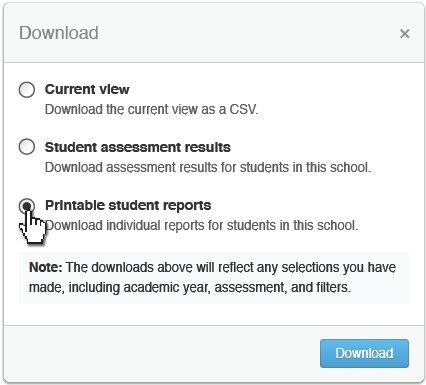 Download
×
Current view
Download the current view as a CSV.
Student assessment results
Download assessment results for students in this school.
Printable student reports
Download individual reports for students in this school.
Note: The downloads above will reflect any selections you have
made, including academic year, assessment, and filters.
Download